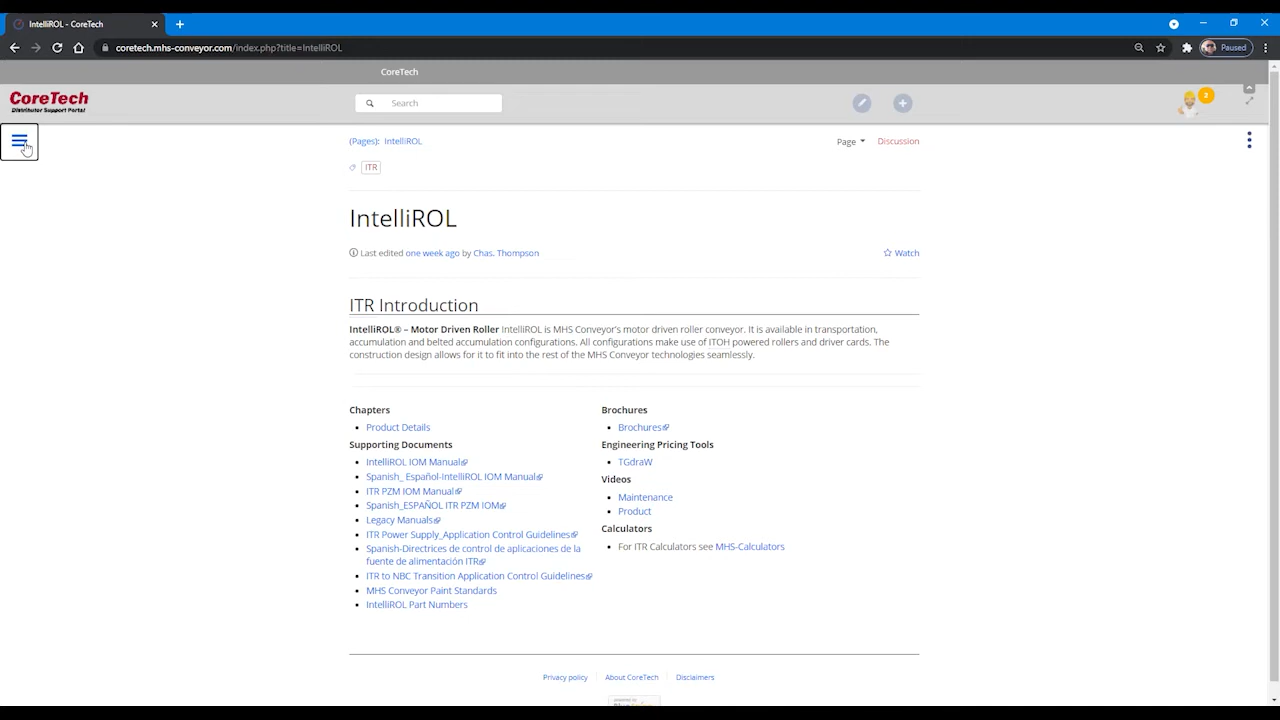 IntelliROL - CoreTech
Paused
coretech.mhs-conveyor.com/index.php?title=IntelliROL
CoreTech
CoreTech
Distributor Support Portal
Search
2
(Pages): IntelliROL
Page
Discussion
ITR
IntelliROL
Last edited one week ago by Chas. Thompson
Watch
ITR Introduction
IntelliROL® – Motor Driven Roller IntelliROL is MHS Conveyor's motor driven roller conveyor. It is available in transportation,
accumulation and belted accumulation configurations. All configurations make use of ITOH powered rollers and driver cards. The
construction design allows for it to fit into the rest of the MHS Conveyor technologies seamlessly.
Chapters
Product Details
Supporting Documents
IntelliROL IOM Manual
Spanish_ Español-IntelliROL IOM Manual
ITR PZM IOM Manual
Spanish_ESPAÑOL ITR PZM IOM
Legacy Manuals
ITR Power Supply_Application Control Guidelines
Spanish-Directrices de control de aplicaciones de la
fuente de alimentación ITR
ITR to NBC Transition Application Control Guidelines
MHS Conveyor Paint Standards
IntelliROL Part Numbers
Brochures
Brochures
Engineering Pricing Tools
TGdraW
Videos
Maintenance
Product
Calculators
For ITR Calculators see MHS-Calculators
Privacy policy
About CoreTech
Disclaimers